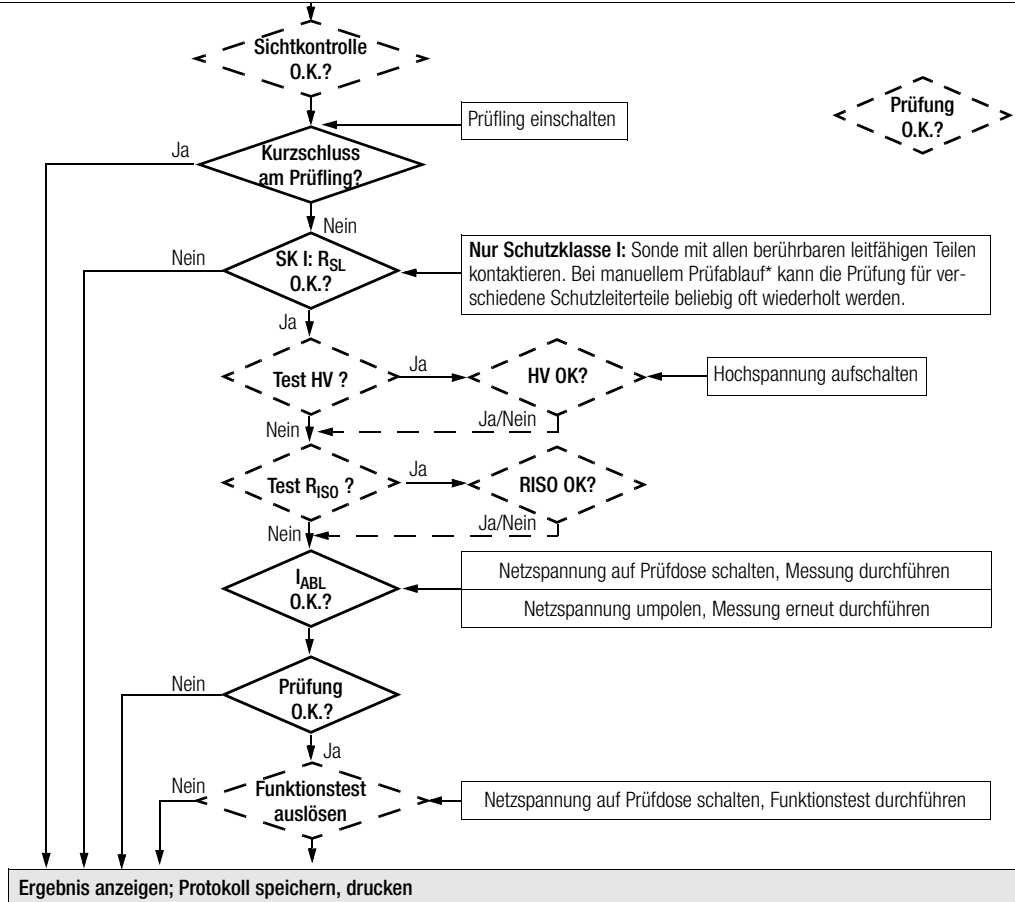 Sichtkontrolle
O.K.?
Prüfung
O.K.?
Prüfling einschalten
Ja
Kurzschluss
am Prüfling?
Nein
Nein
SK I: RSL
O.K.?
Nur Schutzklasse I: Sonde mit allen berührbaren leitfähigen Teilen
kontaktieren. Bei manuellem Prüfablauf* kann die Prüfung für ver-
schiedene Schutzleiterteile beliebig oft wiederholt werden.
Ja
Test HV ?
Ja
HV OK?
Hochspannung aufschalten
Nein
Ja/Nein
Test RISO ?
Ja
RISO OK?
Nein
Ja/Nein
IABL
O.K.?
Netzspannung auf Prüfdose schalten, Messung durchführen
Netzspannung umpolen, Messung erneut durchführen
Nein
Prüfung
O.K.?
Ja
Nein
Funktionstest
auslösen
Netzspannung auf Prüfdose schalten, Funktionstest durchführen
Ergebnis anzeigen; Protokoll speichern, drucken